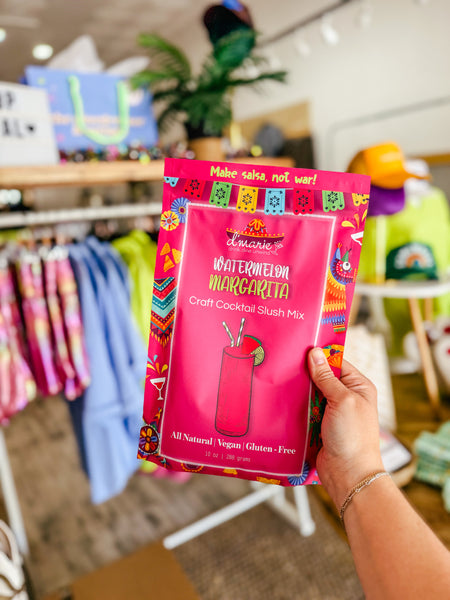 Make salsa, not war!
d'marie
WATERMELON
MARGARITA
Craft Cocktail Slush Mix
All Natural | Vegan | Gluten - Free
12 oz | 288 grams